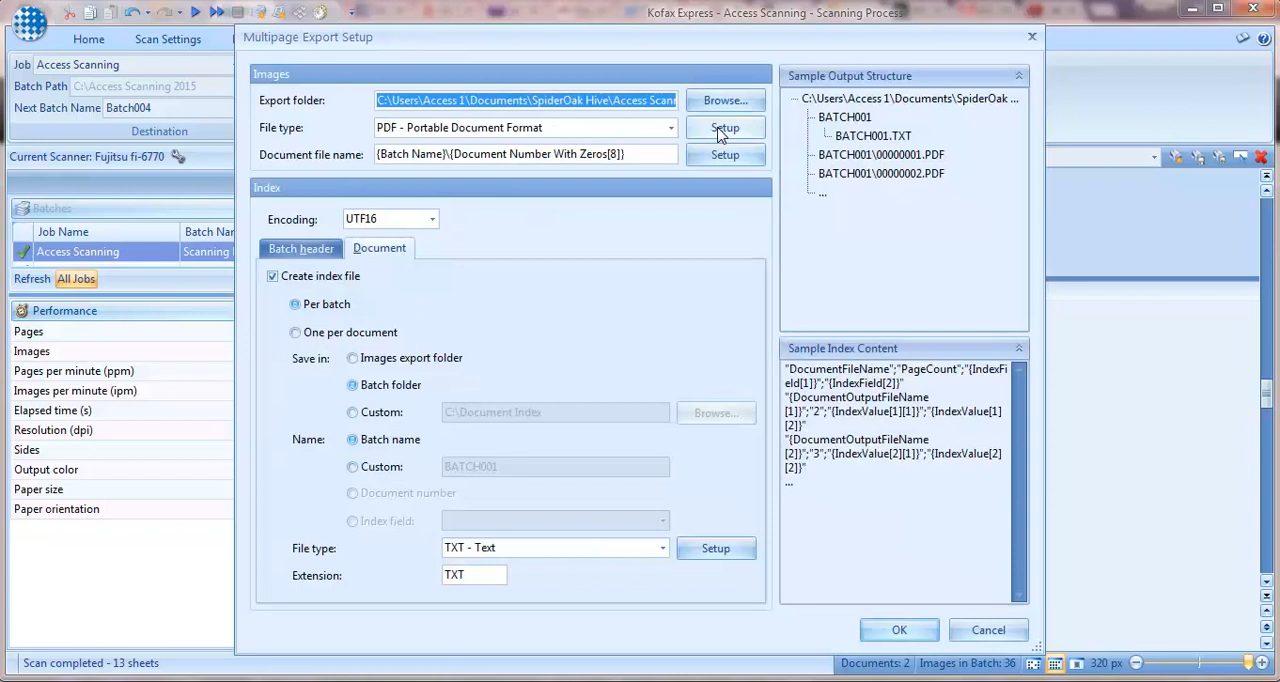 Kofax Express - Access Scanning - Scanning Process
Home
Scan Settings
Job
Access Scanning
Batch Path
C:\Access Scanning 2015
Next Batch Name
Batch004
Destination
Current Scanner: Fujitsu fi-6770
Batches
Job Name
Batch Nar
Access Scanning
Scanning
Refresh
All Jobs
Performance
Pages
Images
Pages per minute (ppm)
Images per minute (ipm)
Elapsed time (s)
Resolution (dpi)
Sides
Output color
Paper size
Paper orientation
Multipage Export Setup
Images
Export folder:
C:\Users\Access 1\Documents\SpiderOak Hive\Access Scann
Browse...
File type:
PDF - Portable Document Format
Setup
Document file name:
{Batch Name}\{Document Number With Zeros[8]}
Setup
Index
Encoding:
UTF16
Batch header
Document
Create index file
Per batch
One per document
Save in:
Images export folder
Batch folder
Custom:
C:\Document Index
Browse...
Name:
Batch name
Custom:
BATCH001
Document number
Index field:
File type:
TXT - Text
Setup
Extension:
TXT
Sample Output Structure
C:\Users\Access 1\Documents\SpiderOak ...
BATCH001
BATCH001.TXT
BATCH001\00000001.PDF
BATCH001\00000002.PDF
...
Sample Index Content
"DocumentFileName";"PageCount";"{IndexFi
eld[1]}";"{IndexField[2]}"
"{DocumentOutputFileName
[1]}";"2";"{IndexValue[1][1]}";"{IndexValue[1]
[2]}"
"{DocumentOutputFileName
[2]}";"3";"{IndexValue[2][1]}";"{IndexValue[2]
[2]}"
...
OK
Cancel
Scan completed - 13 sheets
Documents: 2
Images in Batch: 36
320 px